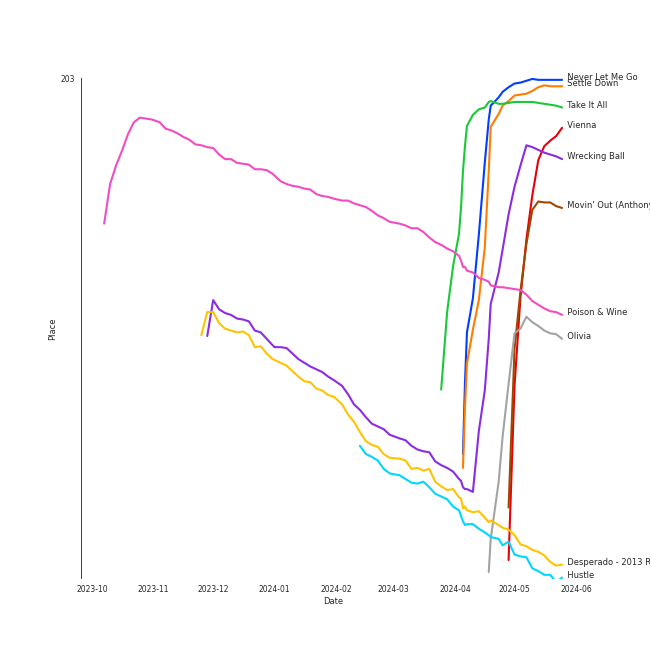 203
Never Let Me Go
Settle Down
Take It All
Vienna
Wrecking Ball
Movin' Out (Anthony
Poison & Wine
Olivia
Desperado - 2013 R
Hustle
Place
2023-10 2023-11 2023-12 2024-01 2024-02 2024-03 2024-04 2024-05 2024-06
Date